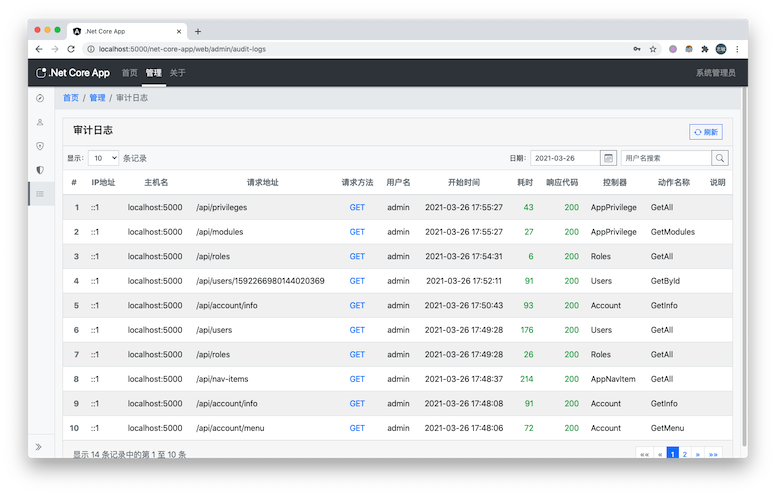 .Net Core App
localhost:5000/net-core-app/web/admin/audit-logs
.Net Core App 首页 管理 关于 系统管理员
首页 / 管理 / 审计日志
审计日志 刷新
显示: 10 条记录 日期: 2021-03-26 用户名搜索
# IP地址 主机名 请求地址 请求方法 用户名 开始时间 耗时 响应代码 控制器 动作名称 说明
1 ::1 localhost:5000 /api/privileges GET admin 2021-03-26 17:55:27 43 200 AppPrivilege GetAll
2 ::1 localhost:5000 /api/modules GET admin 2021-03-26 17:55:27 27 200 AppPrivilege GetModules
3 ::1 localhost:5000 /api/roles GET admin 2021-03-26 17:54:31 6 200 Roles GetAll
4 ::1 localhost:5000 /api/users/1592266980144020369 GET admin 2021-03-26 17:52:11 91 200 Users GetById
5 ::1 localhost:5000 /api/account/info GET admin 2021-03-26 17:50:43 93 200 Account GetInfo
6 ::1 localhost:5000 /api/users GET admin 2021-03-26 17:49:28 176 200 Users GetAll
7 ::1 localhost:5000 /api/roles GET admin 2021-03-26 17:49:28 26 200 Roles GetAll
8 ::1 localhost:5000 /api/nav-items GET admin 2021-03-26 17:48:37 214 200 AppNavItem GetAll
9 ::1 localhost:5000 /api/account/info GET admin 2021-03-26 17:48:08 91 200 Account GetInfo
10 ::1 localhost:5000 /api/account/menu GET admin 2021-03-26 17:48:06 72 200 Account GetMenu
显示 14 条记录中的第 1 至 10 条 «« « 1 2 » »»